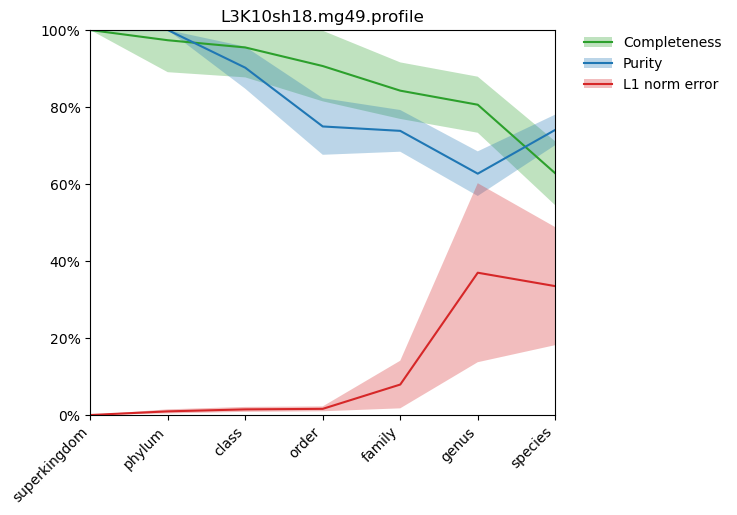 L3K10sh18.mg49.profile
100%
80%
60%
40%
20%
0%
superkingdom
phylum
class
order
family
genus
species
Completeness
Purity
L1 norm error